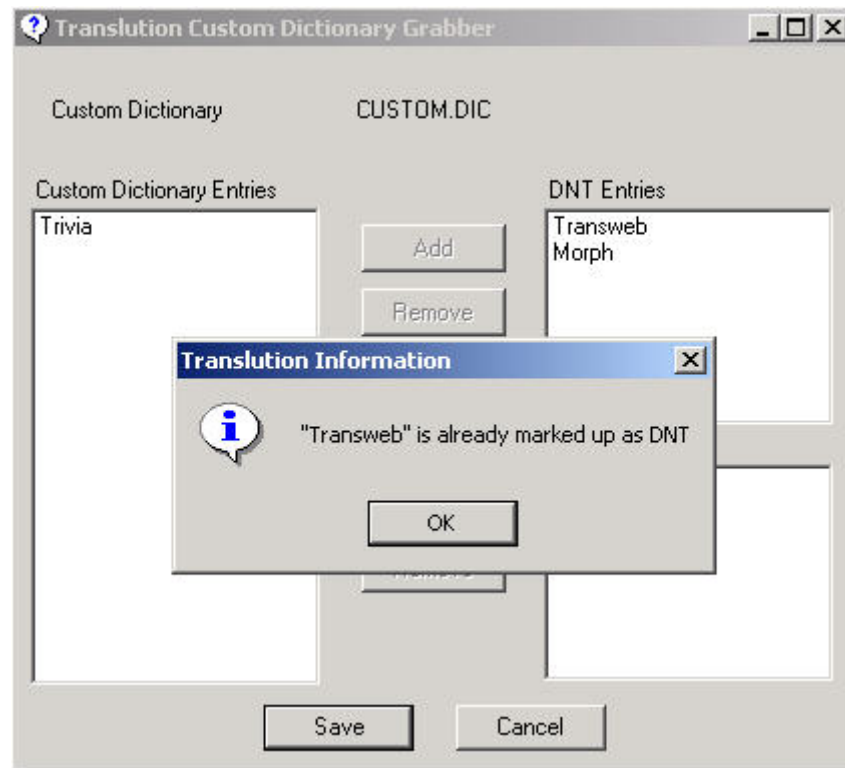 Translution Custom Dictionary Grabber
Custom Dictionary CUSTOM.DIC
Custom Dictionary Entries
DNT Entries
Trivia
Transweb
Morph
Add
Remove
Translution Information
"Transweb" is already marked up as DNT
OK
Remove
Save
Cancel